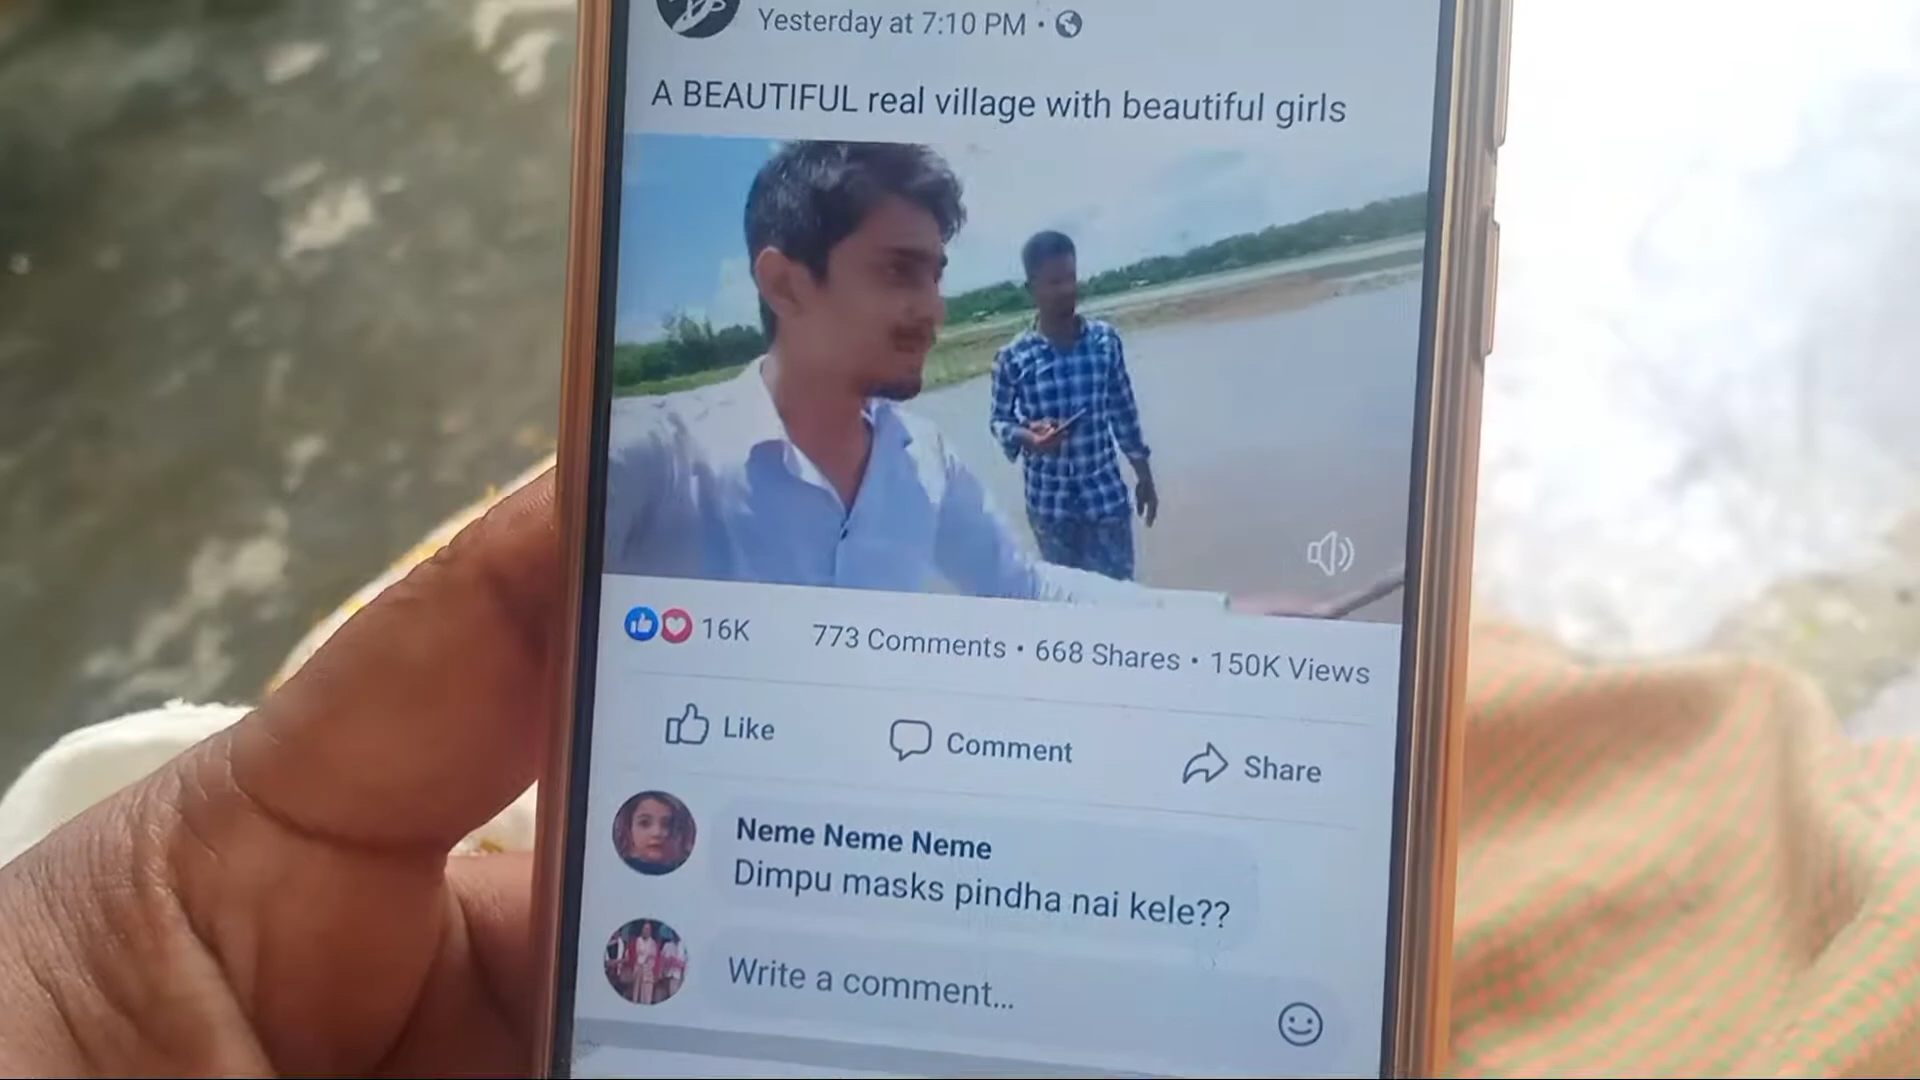 Yesterday at 7:10 PM •
A BEAUTIFUL real village with beautiful girls
16K 773 Comments • 668 Shares • 150K Views
Like Comment Share
Neme Neme Neme
Dimpu masks pindha nai kele??
Write a comment...